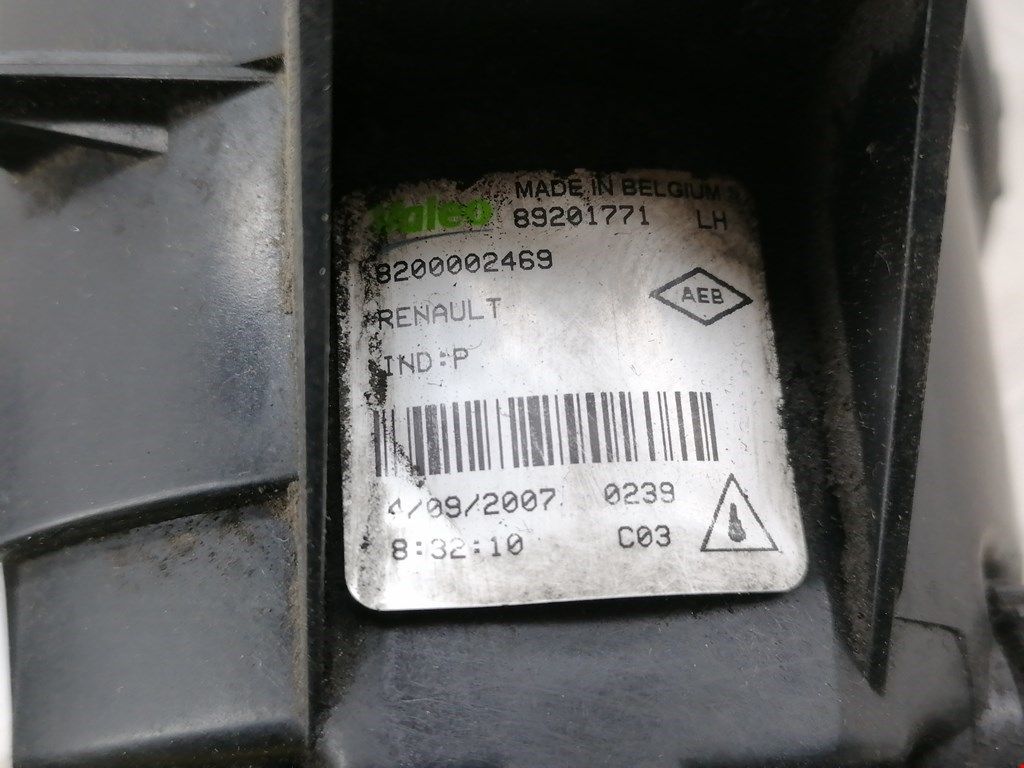 MADE IN BELGIUM
Valeo 89201771 LH
8200002469
AEB
RENAULT
IND:P
4/09/2007 0239
8:32:10 C03